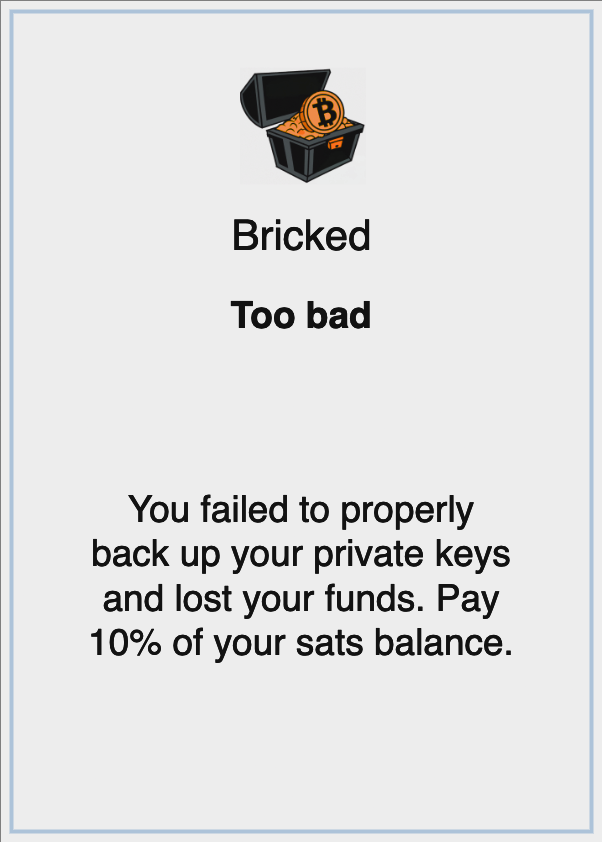 Bricked
Too bad
You failed to properly
back up your private keys
and lost your funds. Pay
10% of your sats balance.